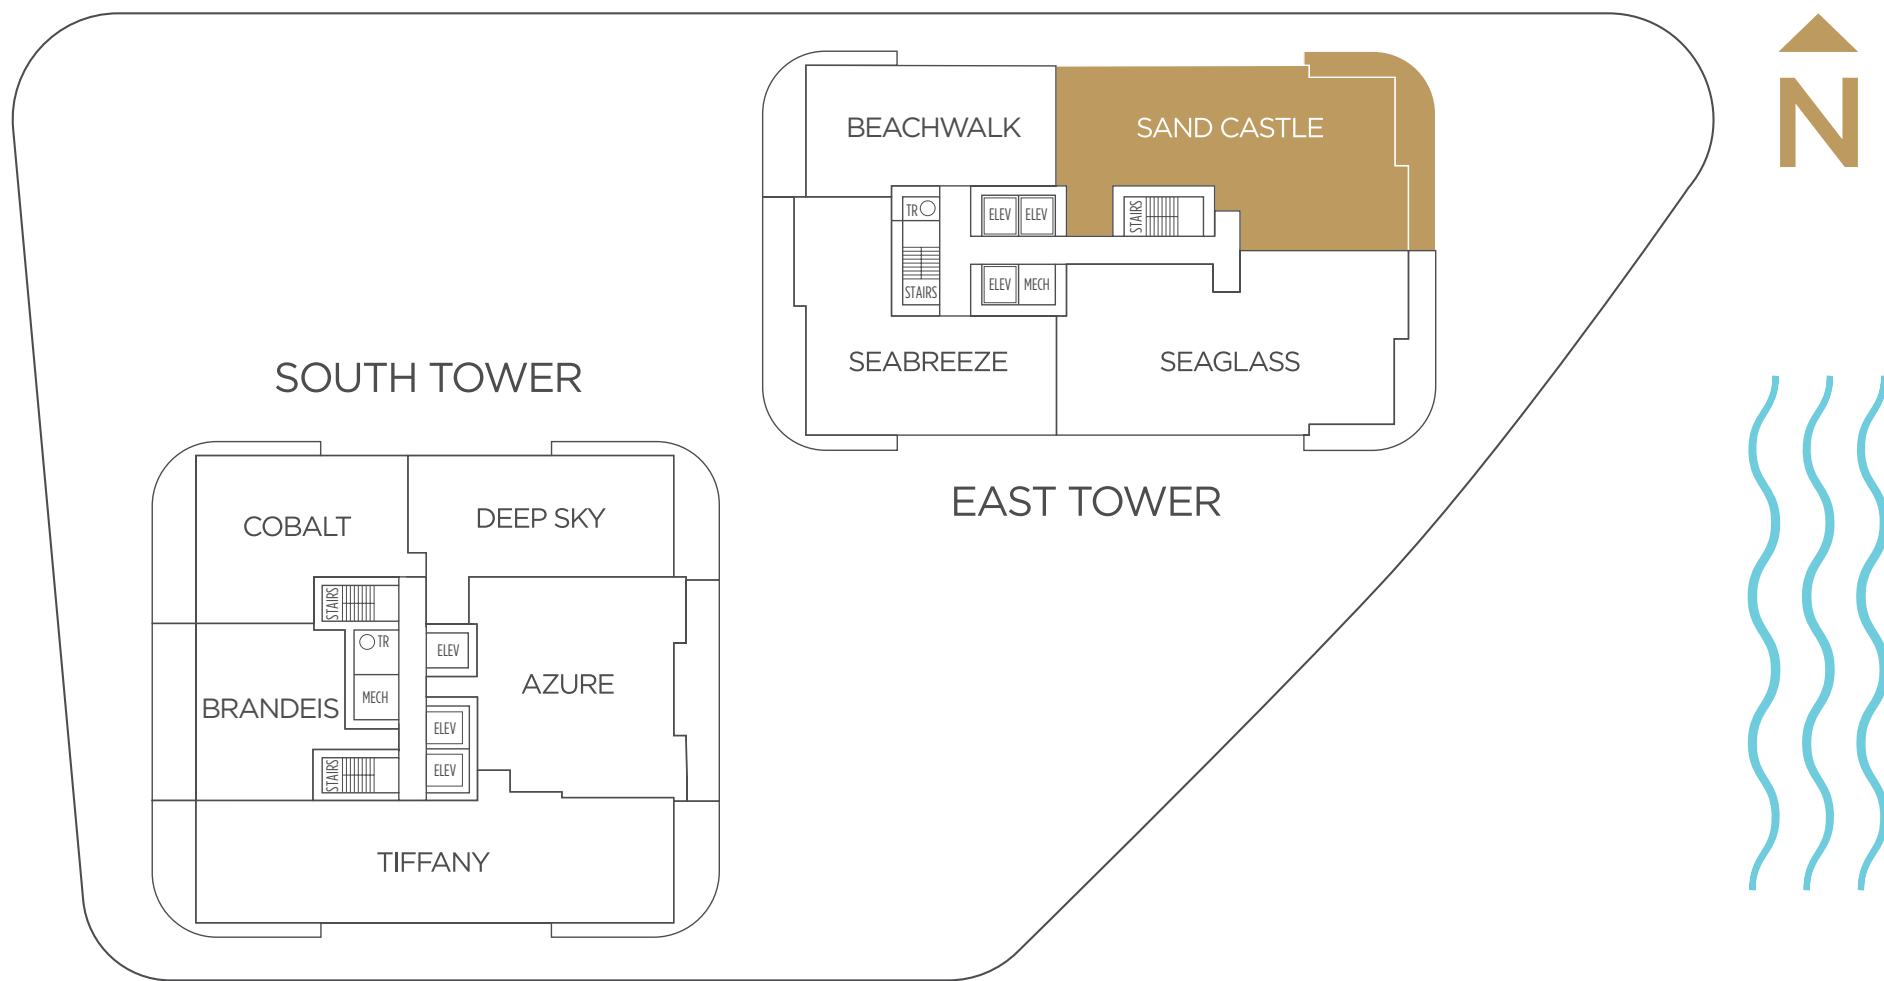 N
BEACHWALK
SAND CASTLE
TR
ELEV
ELEV
STAIRS
STAIRS
ELEV
MECH
SEABREEZE
SEAGLASS
EAST TOWER
SOUTH TOWER
COBALT
DEEP SKY
STAIRS
TR
ELEV
AZURE
MECH
BRANDEIS
ELEV
STAIRS
ELEV
TIFFANY